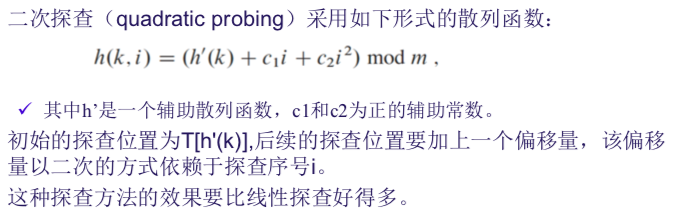 二次探查（quadratic probing）采用如下形式的散列函数：
h(k, i) = (h′(k) + c₁i + c₂i²) mod m ,
✓ 其中h’是一个辅助散列函数，c1和c2为正的辅助常数。
初始的探查位置为T[h'(k)],后续的探查位置要加上一个偏移量，该偏移
量以二次的方式依赖于探查序号i。
这种探查方法的效果要比线性探查好得多。